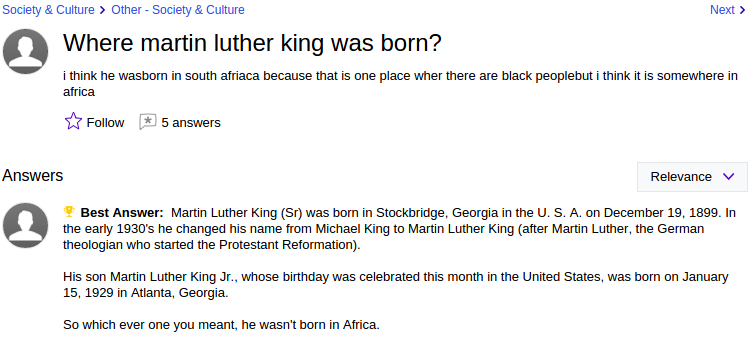 Society & Culture > Other - Society & Culture
Next >
Where martin luther king was born?
i think he wasborn in south afriaca because that is one place wher there are black peoplebut i think it is somewhere in
africa
Follow 5 answers
Answers
Relevance
Best Answer: Martin Luther King (Sr) was born in Stockbridge, Georgia in the U. S. A. on December 19, 1899. In
the early 1930's he changed his name from Michael King to Martin Luther King (after Martin Luther, the German
theologian who started the Protestant Reformation).
His son Martin Luther King Jr., whose birthday was celebrated this month in the United States, was born on January
15, 1929 in Atlanta, Georgia.
So which ever one you meant, he wasn't born in Africa.